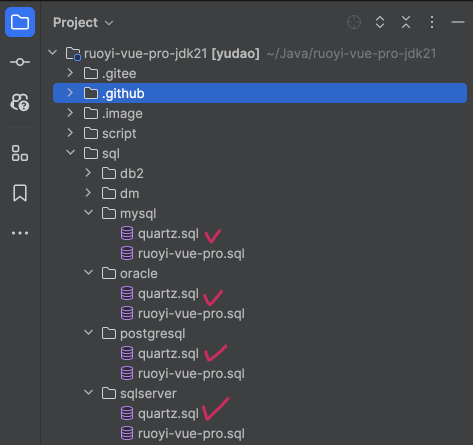 Project
ruoyi-vue-pro-jdk21 [yudao] ~/Java/ruoyi-vue-pro-jdk21
.gitee
.github
.image
script
sql
db2
dm
mysql
quartz.sql
ruoyi-vue-pro.sql
oracle
quartz.sql
ruoyi-vue-pro.sql
postgresql
quartz.sql
ruoyi-vue-pro.sql
sqlserver
quartz.sql
ruoyi-vue-pro.sql